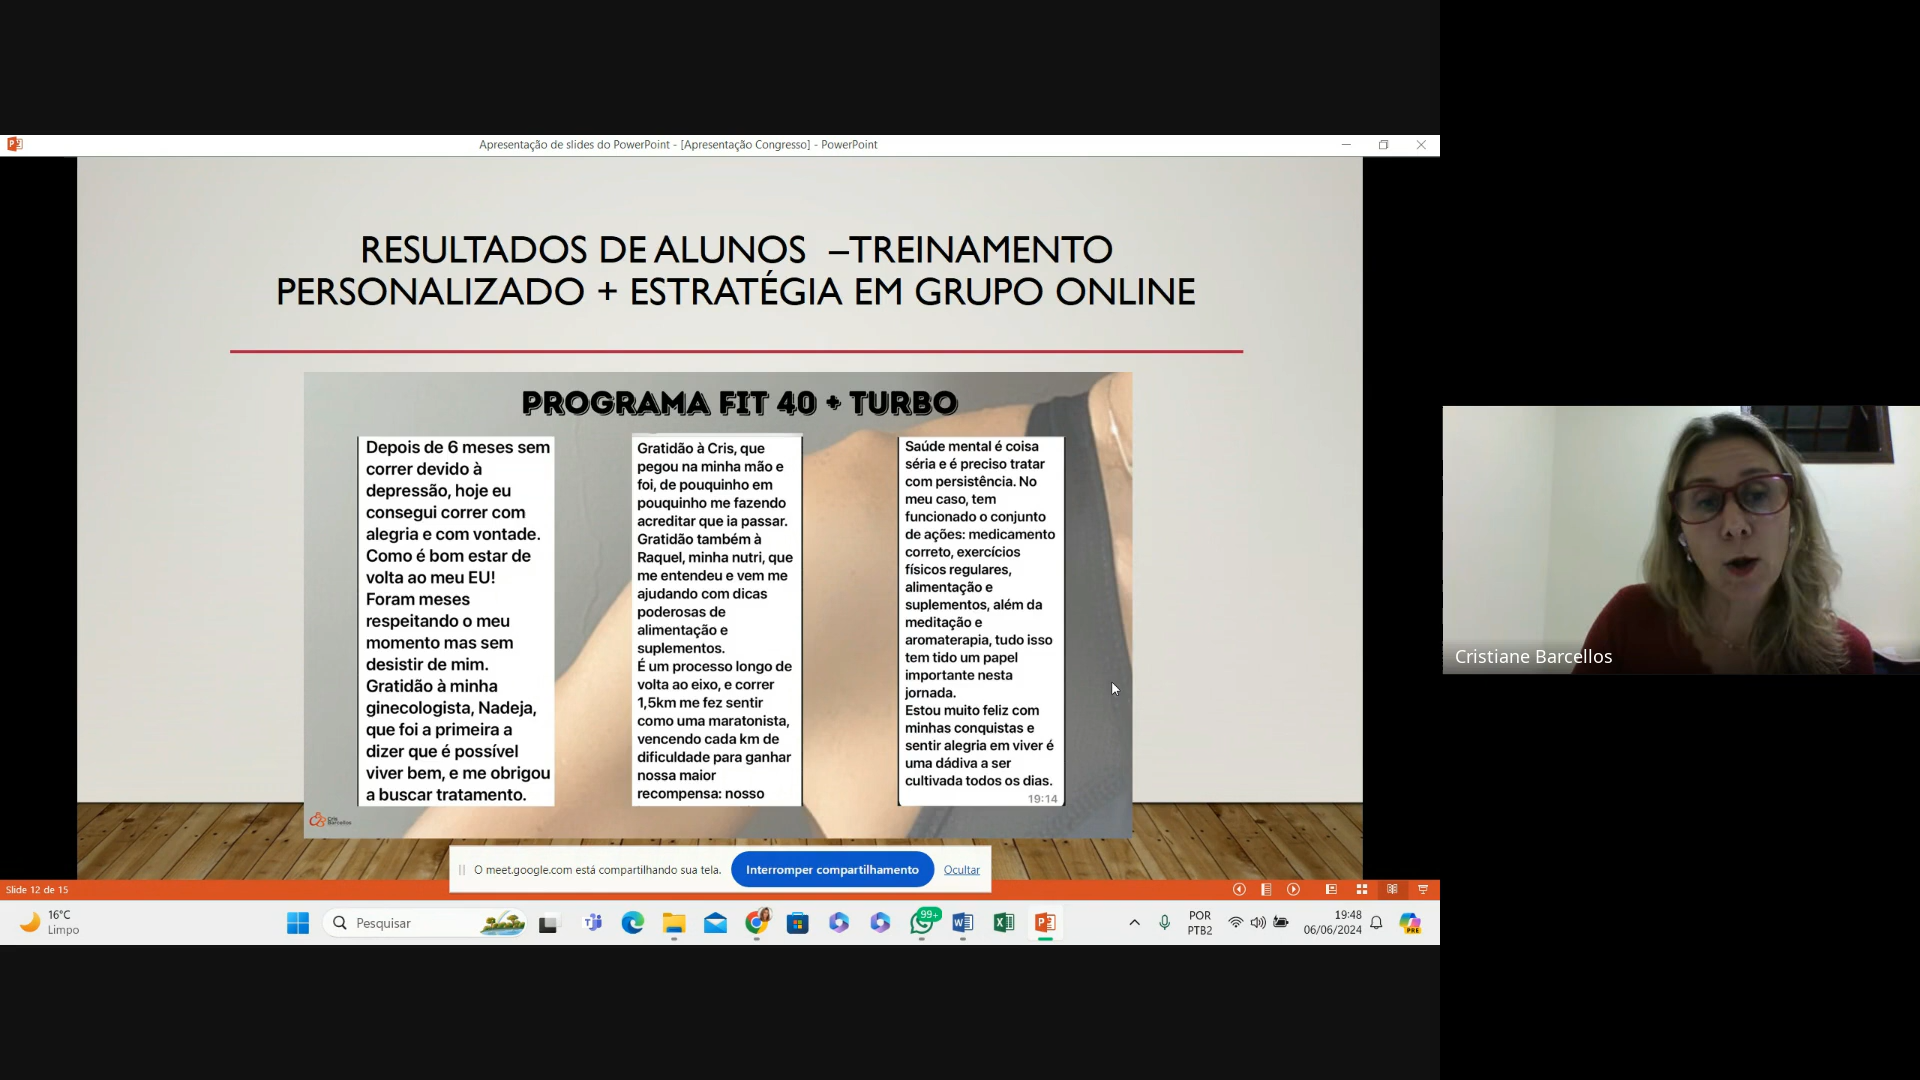 Apresentação de slides do PowerPoint - [Apresentação Congresso] - PowerPoint
RESULTADOS DE ALUNOS –TREINAMENTO
PERSONALIZADO + ESTRATÉGIA EM GRUPO ONLINE
PROGRAMA FIT 40 + TURBO
Depois de 6 meses sem
correr devido à
depressão, hoje eu
consegui correr com
alegria e com vontade.
Como é bom estar de
volta ao meu EU!
Foram meses
respeitando o meu
momento mas sem
desistir de mim.
Gratidão à minha
ginecologista, Nadeja,
que foi a primeira a
dizer que é possível
viver bem, e me obrigou
a buscar tratamento.
Gratidão à Cris, que
pegou na minha mão e
foi, de pouquinho em
pouquinho me fazendo
acreditar que ia passar.
Gratidão também à
Raquel, minha nutri, que
me entendeu e vem me
ajudando com dicas
poderosas de
alimentação e
suplementos.
É um processo longo de
volta ao eixo, e correr
1,5km me fez sentir
como uma maratonista,
vencendo cada km de
dificuldade para ganhar
nossa maior
recompensa: nosso
Saúde mental é coisa
séria e é preciso tratar
com persistência. No
meu caso, tem
funcionado o conjunto
de ações: medicamento
correto, exercícios
físicos regulares,
alimentação e
suplementos, além da
meditação e
aromaterapia, tudo isso
tem tido um papel
importante nesta
jornada.
Estou muito feliz com
minhas conquistas e
sentir alegria em viver é
uma dádiva a ser
cultivada todos os dias.
19:14
Cris
Barcellos
O meet.google.com está compartilhando sua tela.
Interromper compartilhamento
Ocultar
Slide 12 de 15
16°C
Limpo
Pesquisar
99+
POR
PTB2
19:48
06/06/2024
PRE
Cristiane Barcellos